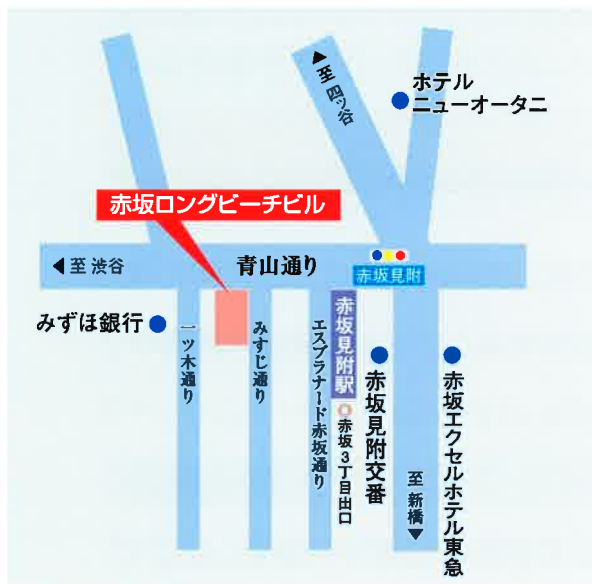 ▲至 四ッ谷
ホテル
ニューオータニ
赤坂ロングビーチビル
◀至 渋谷
青山通り
赤坂見附
みずほ銀行
一ツ木通り
みすじ通り
エスプラナード赤坂通り
赤坂見附駅
赤坂3丁目出口
赤坂見附交番
至 新橋▼
赤坂エクセルホテル東急